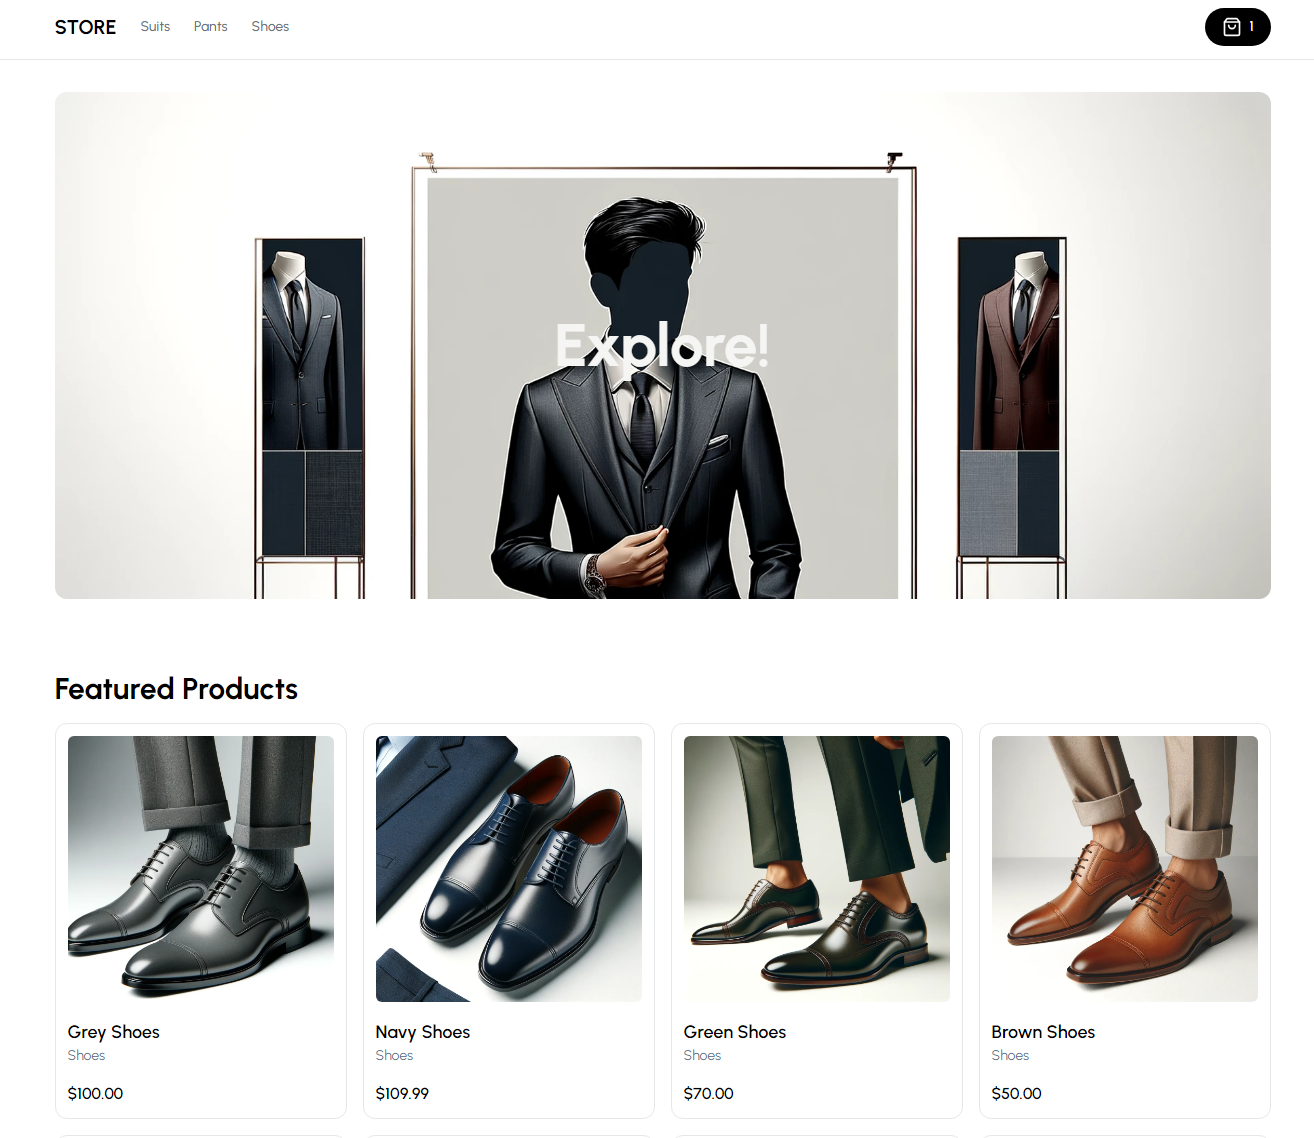 STORE Suits Pants Shoes 1
Explore!
Featured Products
Grey Shoes
Shoes
$100.00
Navy Shoes
Shoes
$109.99
Green Shoes
Shoes
$70.00
Brown Shoes
Shoes
$50.00